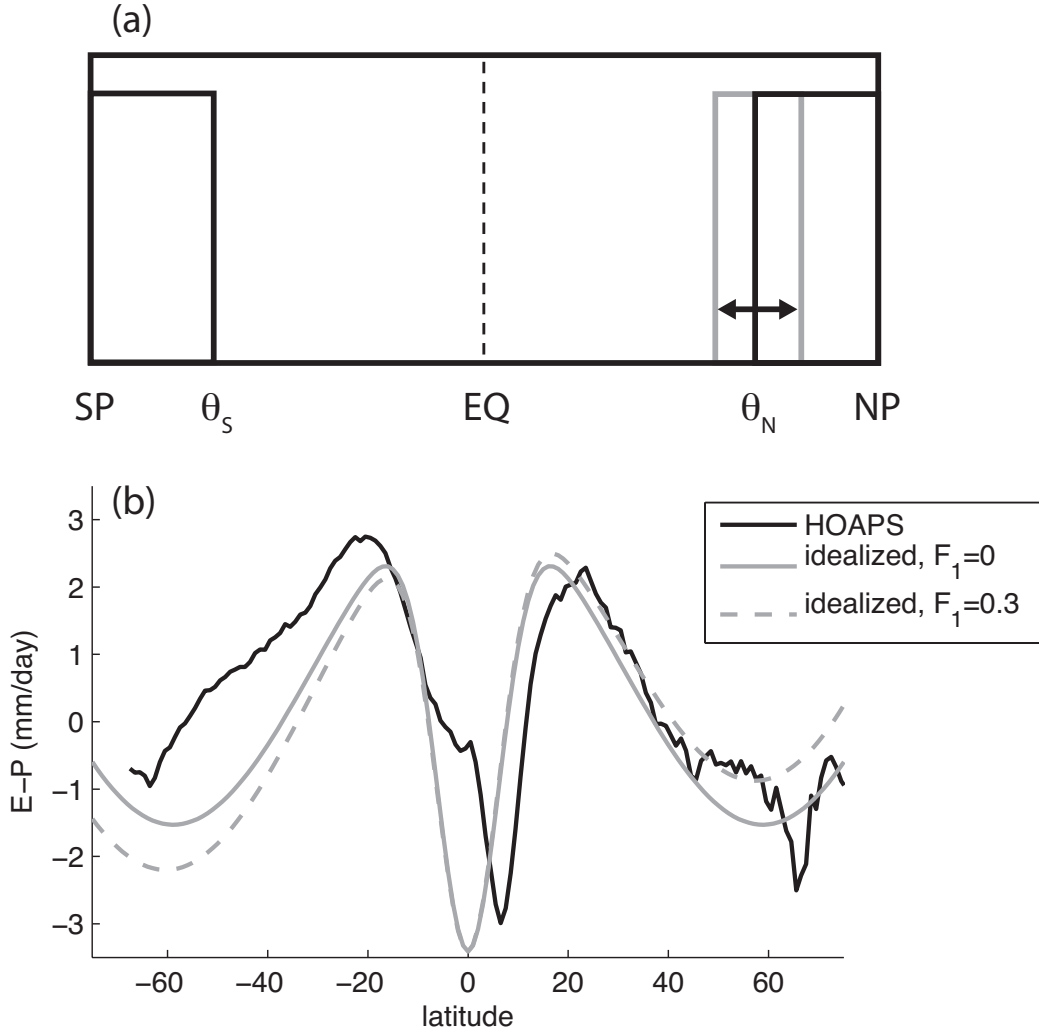 (a)
SP θS EQ θN NP
(b)
HOAPS
idealized, F1=0
idealized, F1=0.3
E−P (mm/day)
3
2
1
0
−1
−2
−3
−60 −40 −20 0 20 40 60
latitude